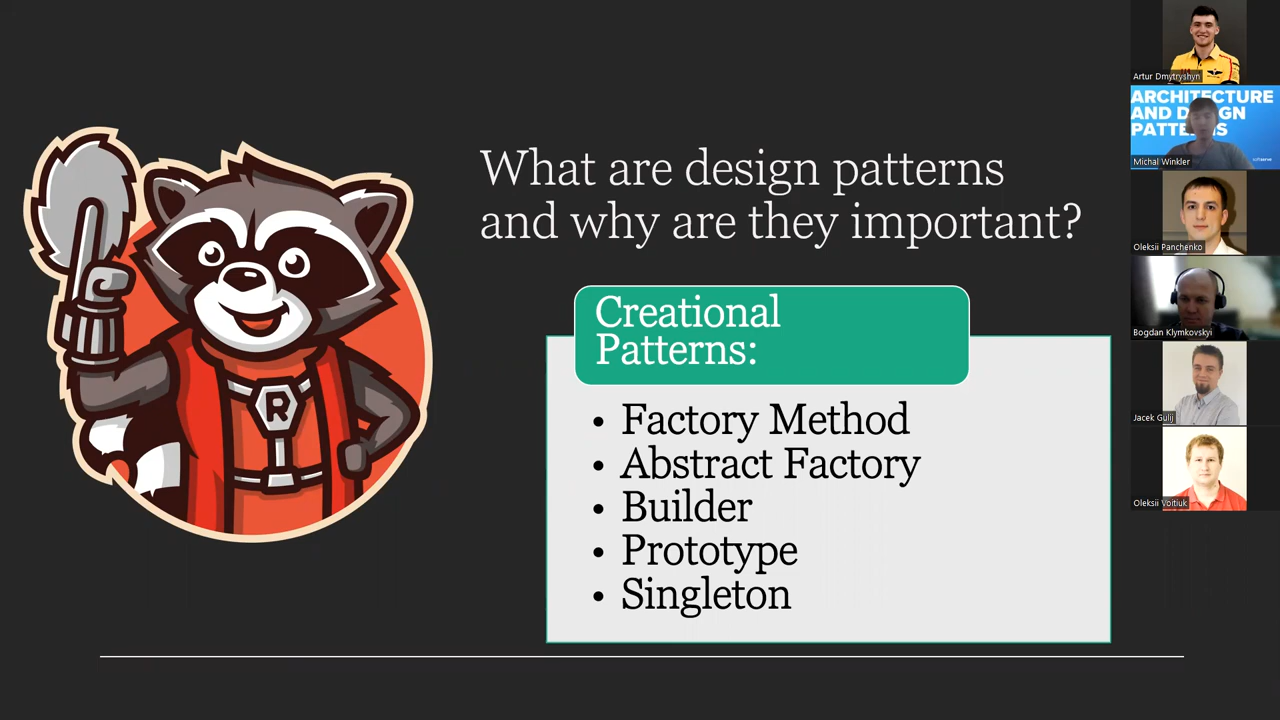 What are design patterns
and why are they important?
Creational
Patterns:
• Factory Method
• Abstract Factory
• Builder
• Prototype
• Singleton
R
Artur Dmytryshyn
ARCHITECTURE
AND DESIGN
PATTERNS
softserve
Michal Winkler
Oleksii Panchenko
Bogdan Klymkovskyi
Jacek Gulij
Oleksii Voitiuk